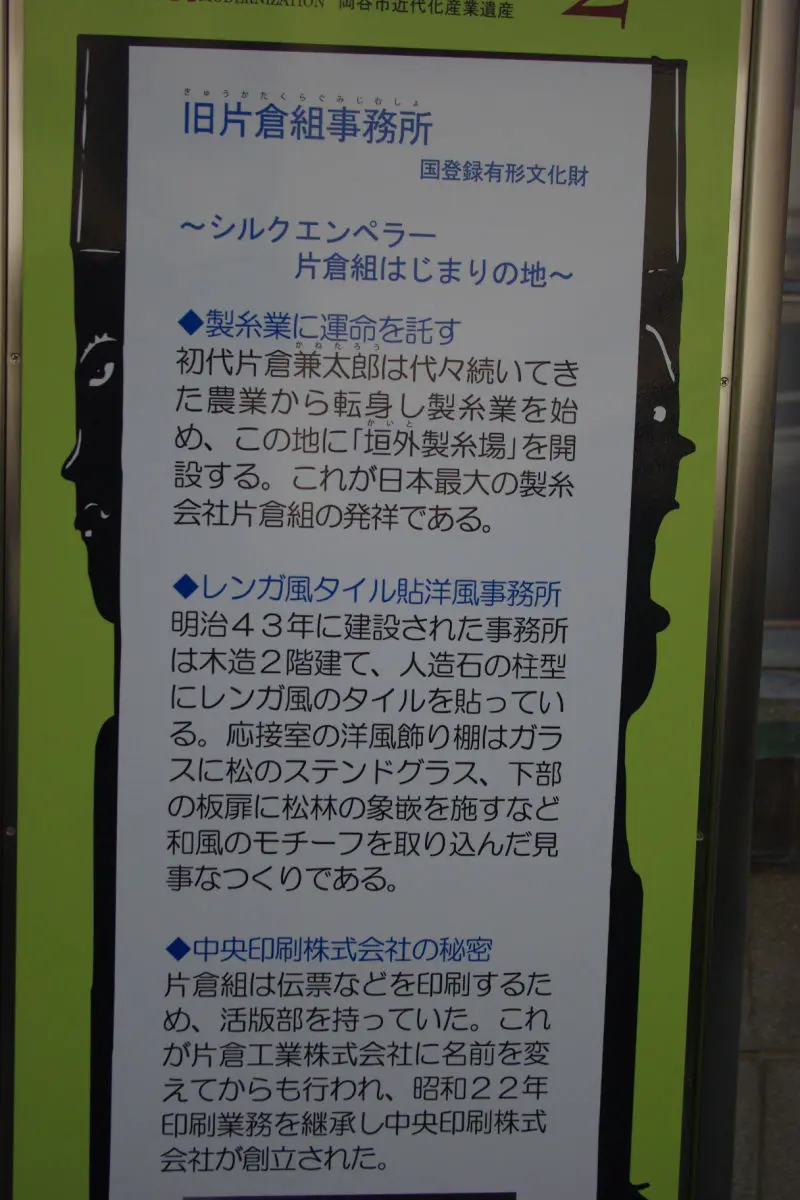 MODERNIZATION 岡谷市近代化産業遺産
きゅうかたくらぐみじむしょ
旧片倉組事務所
国登録有形文化財
～シルクエンペラー
片倉組はじまりの地～
◆製糸業に運命を託す
かねたろう
初代片倉兼太郎は代々続いてき
た農業から転身し製糸業を始
かいと
め、この地に「垣外製糸場」を開
設する。これが日本最大の製糸
会社片倉組の発祥である。
◆レンガ風タイル貼洋風事務所
明治４３年に建設された事務所
は木造２階建て、人造石の柱型
にレンガ風のタイルを貼ってい
る。応接室の洋風飾り棚はガラ
スに松のステンドグラス、下部
の板扉に松林の象嵌を施すなど
和風のモチーフを取り込んだ見
事なつくりである。
◆中央印刷株式会社の秘密
片倉組は伝票などを印刷するた
め、活版部を持っていた。これ
が片倉工業株式会社に名前を変
えてからも行われ、昭和２２年
印刷業務を継承し中央印刷株式
会社が創立された。